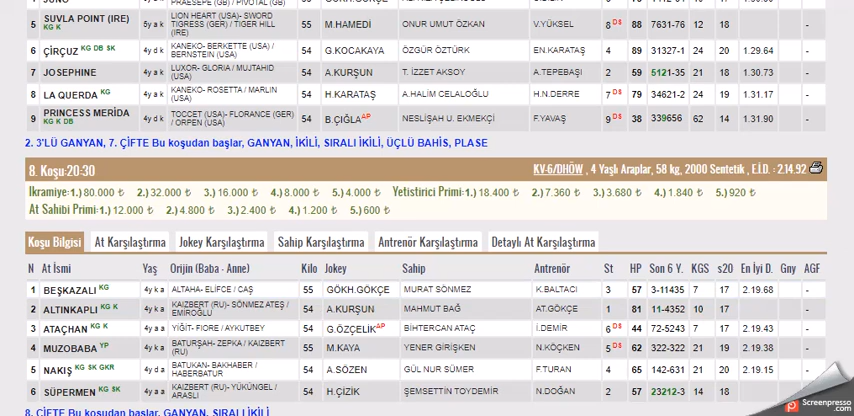 PRAESEPE (GB) / PIVOTAL (GB)
5 SUVLA POINT (IRE) KG K 5y a k LION HEART (USA)- SWORD TIGRESS (GER) / TIGER HILL (IRE) 55 M.HAMEDİ ONUR UMUT ÖZKAN V.YÜKSEL 8 DS 88 7631-76 12 18 -
6 ÇİRÇUZ KG DB SK 4y d k KANEKO- BERKETTE (USA) / BERNSTEIN (USA) 54 G.KOCAKAYA ÖZGÜR ÖZTÜRK EN.KARATAŞ 4 89 31327-1 24 20 1.29.64 -
7 JOSEPHINE 4y a k LUXOR- GLORIA / MUJTAHID (USA) 54 A.KURŞUN T. İZZET AKSOY A.TEPEBAŞI 2 59 5121-35 21 18 1.30.73 -
8 LA QUERDA KG 4y a k KANEKO- ROSETTA / MARLIN (USA) 54 H.KARATAŞ A.HALİM CELALOĞLU H.N.DERRE 7 DS 79 34621-2 24 19 1.31.17 -
9 PRINCESS MERİDA KG K DB 4y d k TOCCET (USA)- FLORANCE (GER) / ORPEN (USA) 54 B.ÇIĞLA AP NESLİŞAH U. EKMEKÇİ F.YAVAŞ 9 DS 38 339656 62 14 1.31.90 -
2. 3'LÜ GANYAN, 7. ÇİFTE Bu koşudan başlar, GANYAN, İKİLİ, SIRALI İKİLİ, ÜÇLÜ BAHİS, PLASE
8. Koşu:20:30 KV-6/DHÖW , 4 Yaşlı Araplar, 58 kg, 2000 Sentetik , E.İ.D. : 2.14.92
Ikramiye:1.) 80.000 ₺ 2.) 32.000 ₺ 3.) 16.000 ₺ 4.) 8.000 ₺ 5.) 4.000 ₺ Yetistirici Primi:1.) 18.400 ₺ 2.) 7.360 ₺ 3.) 3.680 ₺ 4.) 1.840 ₺ 5.) 920 ₺
At Sahibi Primi:1.) 12.000 ₺ 2.) 4.800 ₺ 3.) 2.400 ₺ 4.) 1.200 ₺ 5.) 600 ₺
Koşu Bilgisi At Karşılaştırma Jokey Karşılaştırma Sahip Karşılaştırma Antrenör Karşılaştırma Detaylı At Karşılaştırma
N At İsmi Yaş Orijin (Baba - Anne) Kilo Jokey Sahip Antrenör St HP Son 6 Y. KGS s20 En İyi D. Gny AGF
1 BEŞKAZALI KG 4y k a ALTAHA- ELİFCE / CAŞ 55 GÖKH.GÖKÇE MURAT SÖNMEZ K.BALTACI 3 57 3-11435 7 17 2.19.68 -
2 ALTINKAPLI KG K 4y k a KAIZBERT (RU)- SÖNMEZ ATEŞ / EMİROĞLU 54 A.KURŞUN MAHMUT BAĞ AT.GÖKÇE 1 81 11-4352 10 17 -
3 ATAÇHAN KG K 4y a a YİĞİT- FIORE / AYKUTBEY 54 G.ÖZÇELİK AP BİHTERCAN ATAÇ İ.DEMİR 6 DS 44 72-5243 7 17 2.19.43 -
4 MUZOBABA YP 4y k a BATURŞAH- ZEPKA / KAIZBERT (RU) 55 M.KAYA YENER GİRİŞKEN N.KÖÇKEN 5 DS 62 322-322 21 19 2.19.38 -
5 NAKIŞ KG SK GKR 4y d a BATUKAN- BAKHABER / HABERBATUR 54 A.SÖZEN GÜL NUR SÜMER F.TURAN 4 65 142-631 21 20 2.19.15 -
6 SÜPERMEN KG SK 4y a a KAIZBERT (RU)- YÜKÜNGEL / ARASLI 54 H.ÇİZİK ŞEMSETTİN TOYDEMİR N.DOĞAN 2 57 23212-3 14 18
8. ÇİFTE Bu koşudan başlar, GANYAN, SIRALI İKİLİ
Screenpresso.com